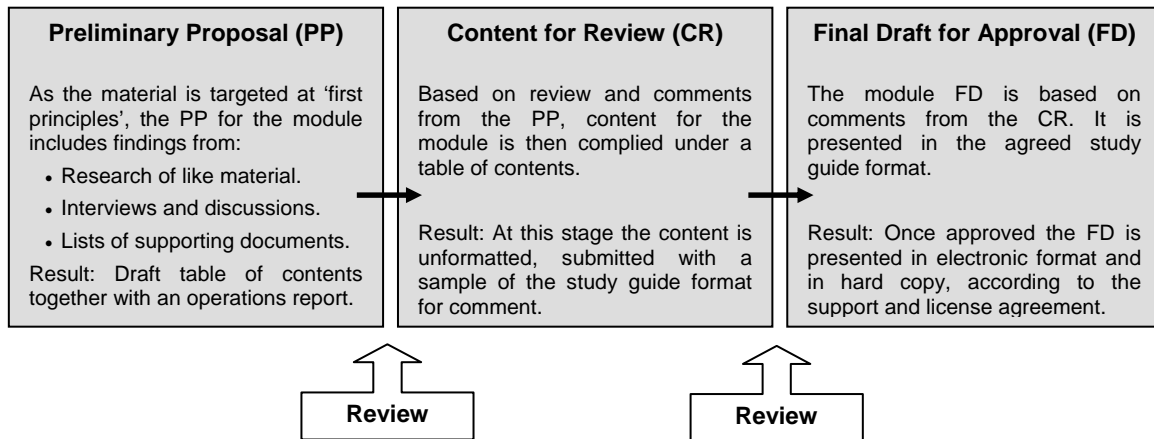 Preliminary Proposal (PP)
As the material is targeted at ‘first
principles’, the PP for the module
includes findings from:
• Research of like material.
• Interviews and discussions.
• Lists of supporting documents.
Result: Draft table of contents
together with an operations report.
Content for Review (CR)
Based on review and comments
from the PP, content for the
module is then complied under a
table of contents.
Result: At this stage the content is
unformatted, submitted with a
sample of the study guide format
for comment.
Final Draft for Approval (FD)
The module FD is based on
comments from the CR. It is
presented in the agreed study
guide format.
Result: Once approved the FD is
presented in electronic format and
in hard copy, according to the
support and license agreement.
Review
Review